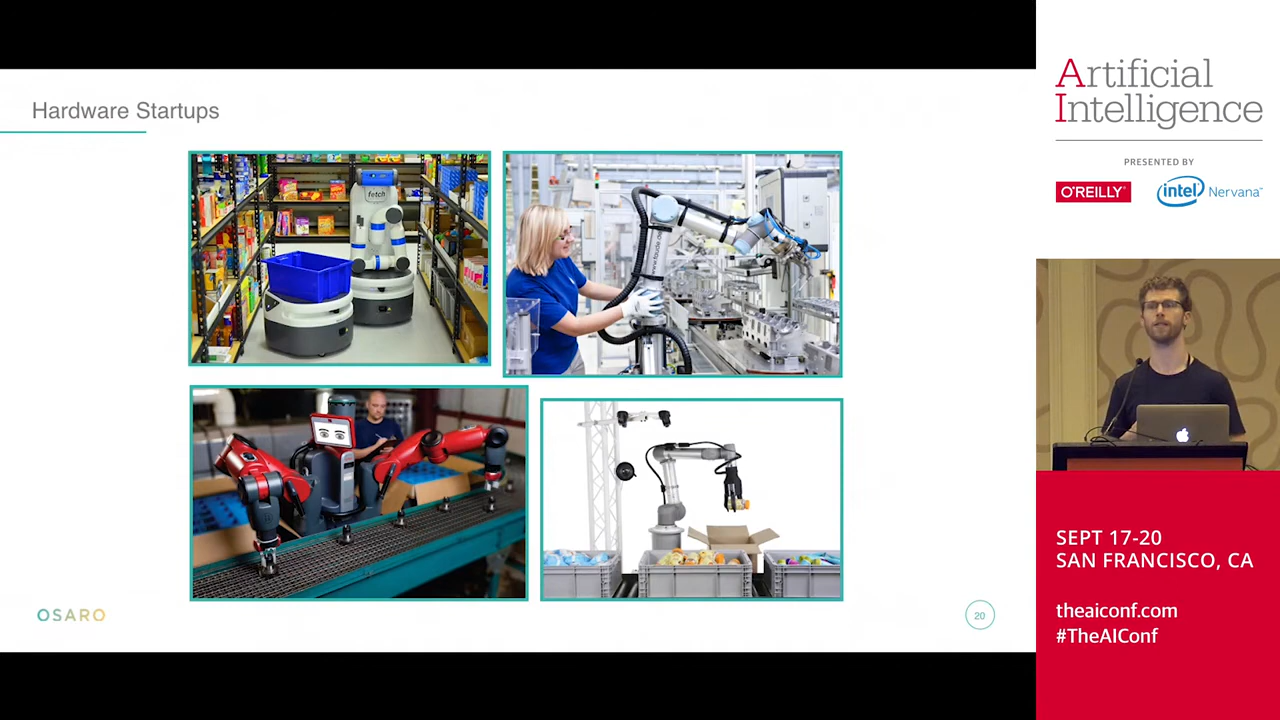 Hardware Startups
fetch
OSARO
20
Artificial
Intelligence
PRESENTED BY
O'REILLY®
intel Nervana™
SEPT 17-20
SAN FRANCISCO, CA
theaiconf.com
#TheAIConf